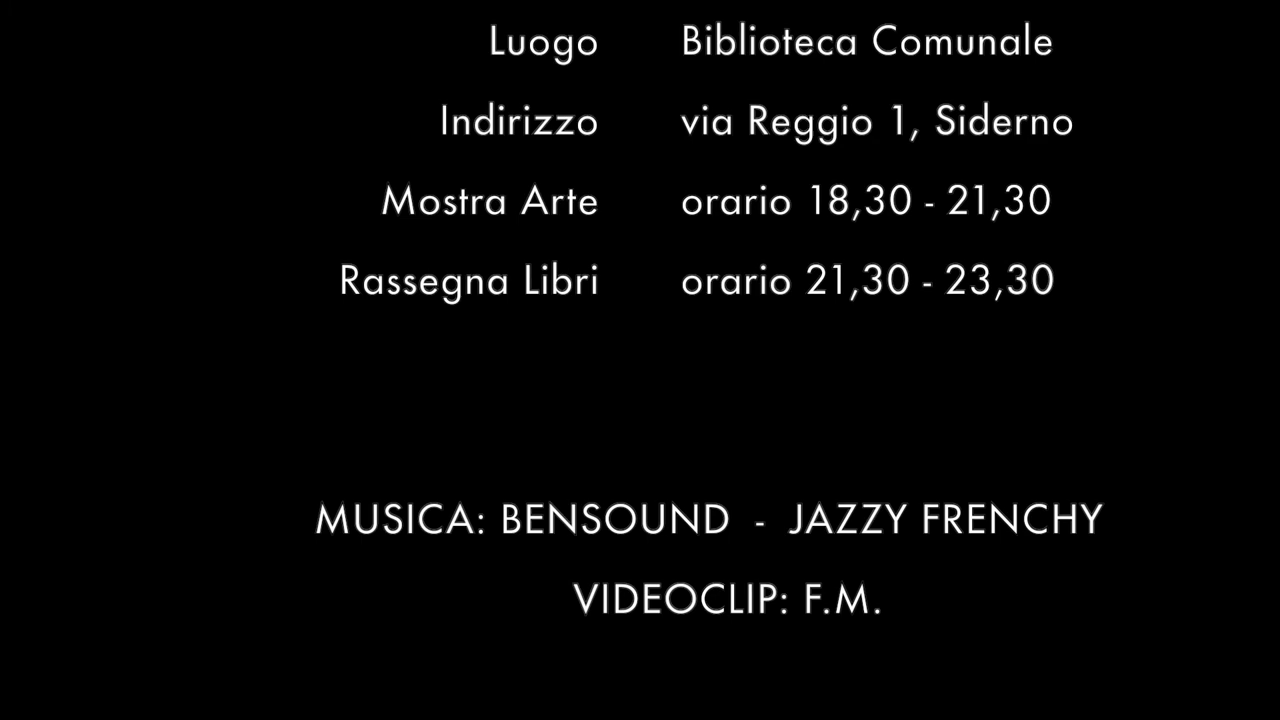 Luogo Biblioteca Comunale
Indirizzo via Reggio 1, Siderno
Mostra Arte orario 18,30 - 21,30
Rassegna Libri orario 21,30 - 23,30
MUSICA: BENSOUND - JAZZY FRENCHY
VIDEOCLIP: F.M.